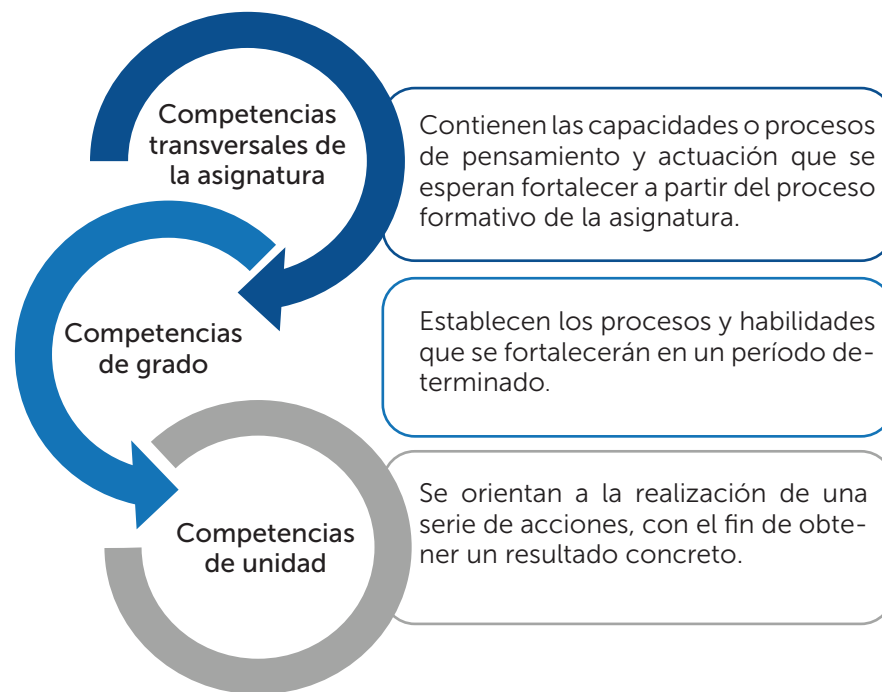 Competencias
transversales de
la asignatura
Contienen las capacidades o procesos
de pensamiento y actuación que se
esperan fortalecer a partir del proceso
formativo de la asignatura.
Competencias
de grado
Establecen los procesos y habilidades
que se fortalecerán en un período de-
terminado.
Competencias
de unidad
Se orientan a la realización de una
serie de acciones, con el fin de obte-
ner un resultado concreto.